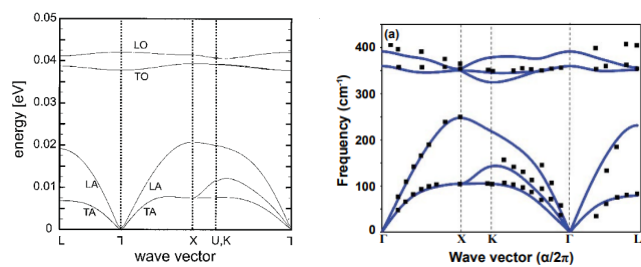 energy [eV]
0.05
0.04
0.03
0.02
0.01
0
LO
TO
LA
LA
TA
TA
L ℸ X U,K ℸ
wave vector
(a)
Frequency (cm⁻¹)
400
300
200
100
Γ X K Γ L
Wave vector (α/2π)